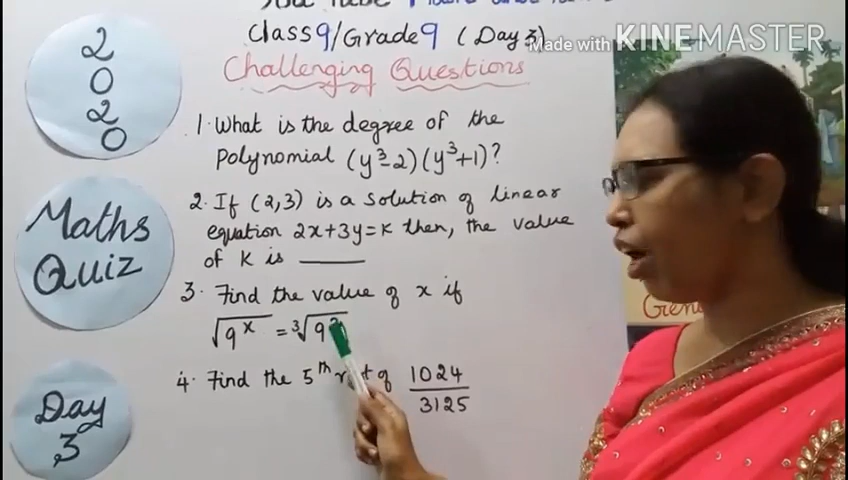 Class 9/Grade 9 (Day 3)
Made with KINEMASTER
Challenging Questions
1. What is the degree of the
Polynomial (y³-2)(y³+1)?
2. If (2,3) is a solution of linear
equation 2x+3y=K then, the value
of K is ______
3. Find the value of x if
√9ˣ = ³√9²
4. Find the 5th root of 1024
3125
2
0
2
0
Maths
Quiz
Day
3